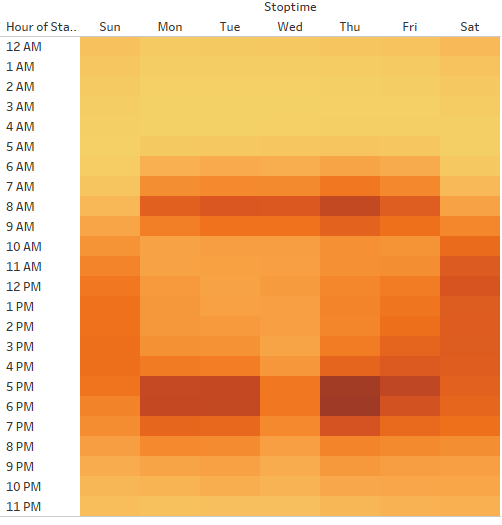 Stoptime
Hour of Sta.. Sun Mon Tue Wed Thu Fri Sat
12 AM
1 AM
2 AM
3 AM
4 AM
5 AM
6 AM
7 AM
8 AM
9 AM
10 AM
11 AM
12 PM
1 PM
2 PM
3 PM
4 PM
5 PM
6 PM
7 PM
8 PM
9 PM
10 PM
11 PM